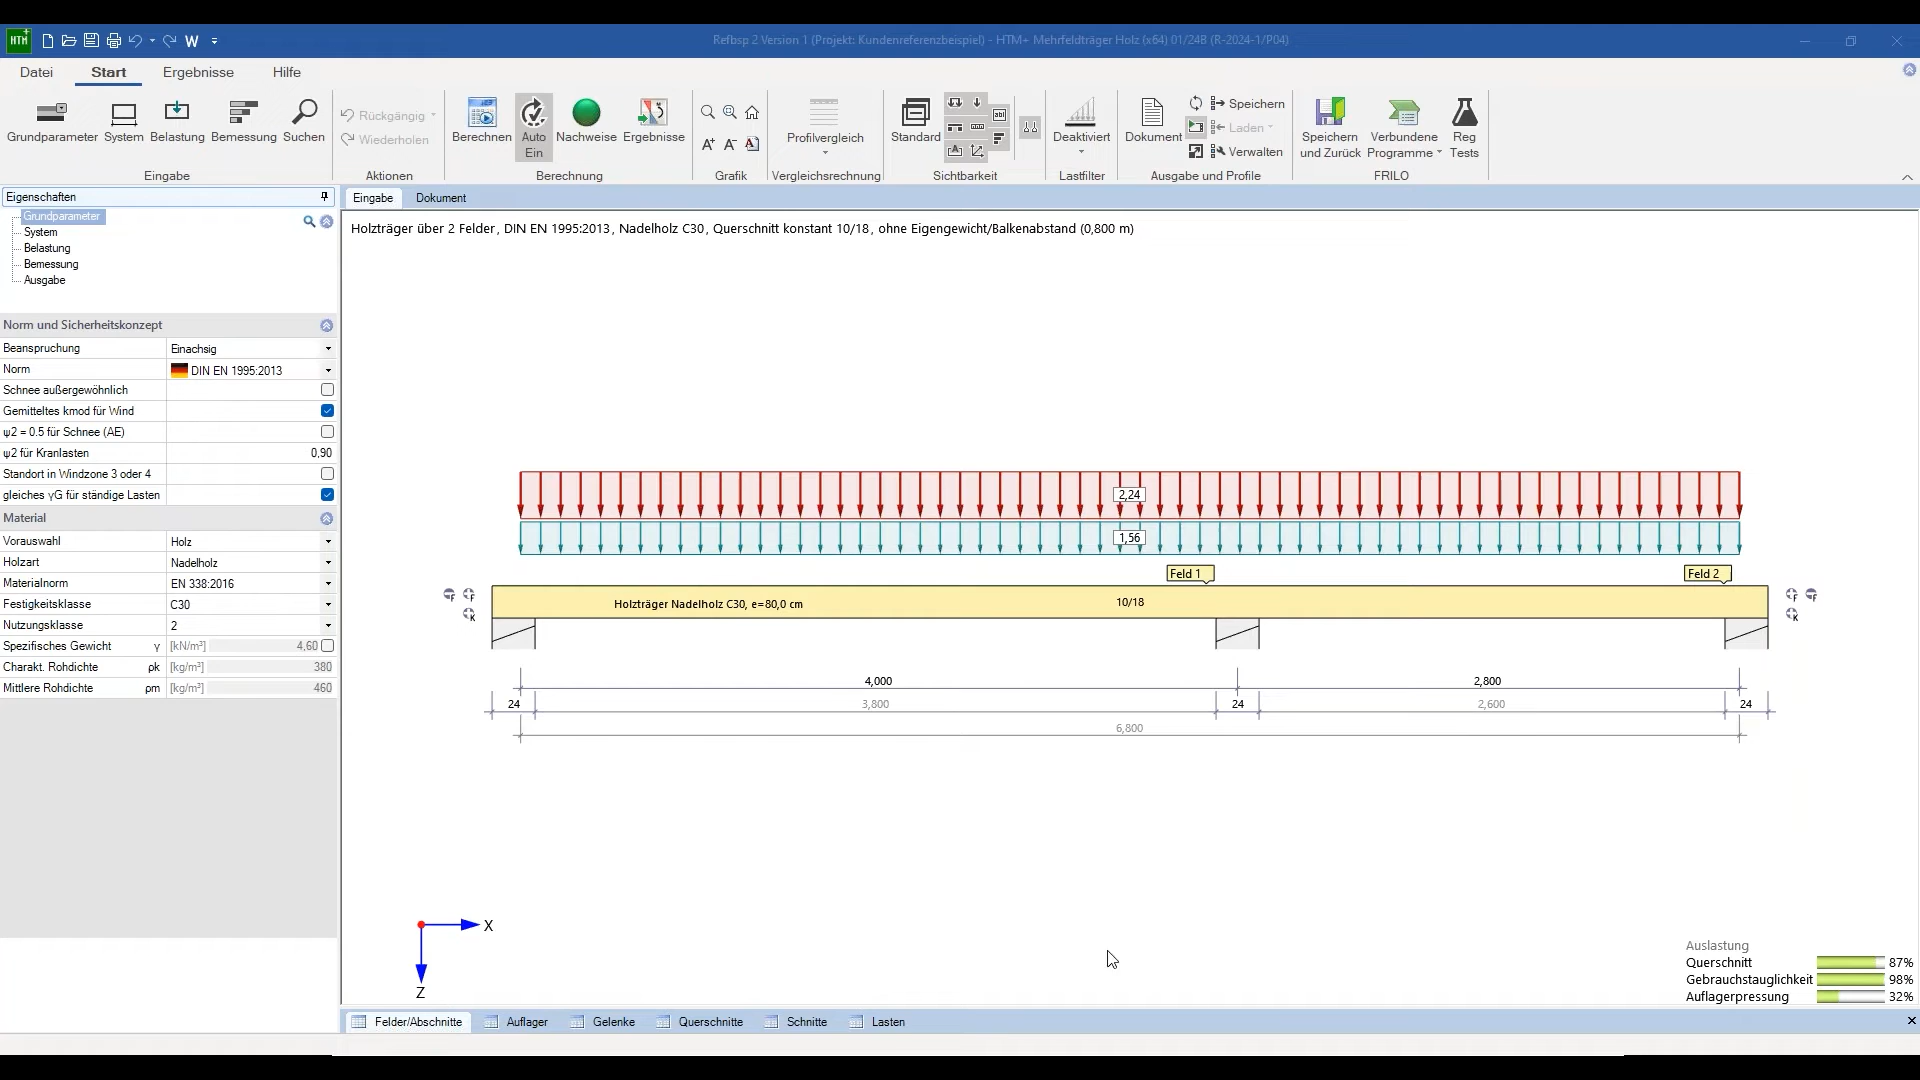 HTM+ W Refbsp 2 Version 1 (Projekt: Kundenreferenzbeispiel) - HTM+ Mehrfeldträger Holz (x64) 01/24B (R-2024-1/P04)
Datei Start Ergebnisse Hilfe
Grundparameter System Belastung Bemessung Suchen
Eingabe
Rückgängig
Wiederholen
Aktionen
Berechnen Auto Ein Nachweise Ergebnisse
Berechnung
Grafik
Profilvergleich
Vergleichsrechnung
Standard
Sichtbarkeit
Deaktiviert
Lastfilter
Dokument
Speichern
Laden
Verwalten
Ausgabe und Profile
Speichern und Zurück
Verbundene Programme
Reg Tests
FRILO
Eigenschaften
Grundparameter
System
Belastung
Bemessung
Ausgabe
Norm und Sicherheitskonzept
Beanspruchung Einachsig
Norm DIN EN 1995:2013
Schnee außergewöhnlich
Gemitteltes kmod für Wind
ψ2 = 0.5 für Schnee (AE)
ψ2 für Kranlasten 0,90
Standort in Windzone 3 oder 4
gleiches γG für ständige Lasten
Material
Vorauswahl Holz
Holzart Nadelholz
Materialnorm EN 338:2016
Festigkeitsklasse C30
Nutzungsklasse 2
Spezifisches Gewicht γ [kN/m³] 4,60
Charakt. Rohdichte ρk [kg/m³] 380
Mittlere Rohdichte ρm [kg/m³] 460
Eingabe Dokument
Holzträger über 2 Felder, DIN EN 1995:2013, Nadelholz C30, Querschnitt konstant 10/18, ohne Eigengewicht/Balkenabstand (0,800 m)
2,24
1,56
Feld 1 Feld 2
Holzträger Nadelholz C30, e=80,0 cm 10/18
F F K F F K
4,000 2,800
24 3,800 24 2,600 24
6,800
X
Z
Auslastung
Querschnitt 87%
Gebrauchstauglichkeit 98%
Auflagerpressung 32%
Felder/Abschnitte Auflager Gelenke Querschnitte Schnitte Lasten